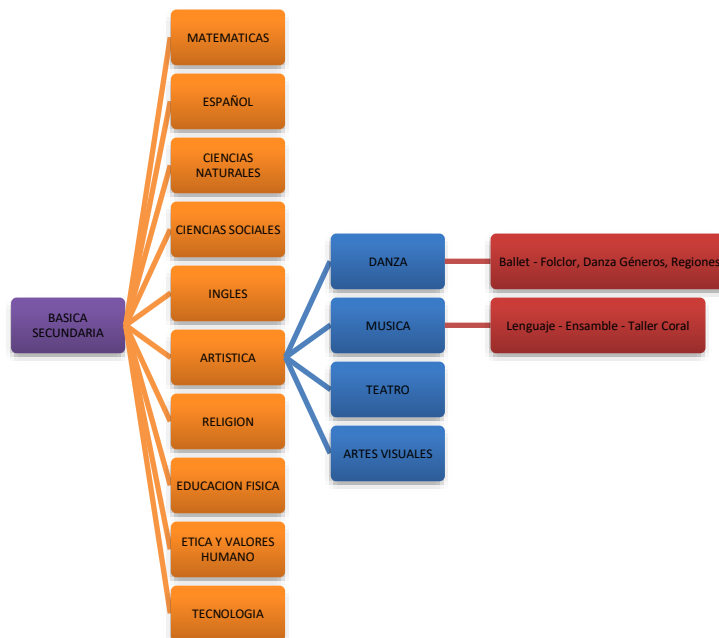 MATEMATICAS
ESPAÑOL
CIENCIAS
NATURALES
CIENCIAS SOCIALES
INGLES
BASICA
SECUNDARIA
ARTISTICA
RELIGION
EDUCACION FISICA
ETICA Y VALORES
HUMANO
TECNOLOGIA
DANZA
MUSICA
TEATRO
ARTES VISUALES
Ballet - Folclor, Danza Géneros, Regiones
Lenguaje - Ensamble - Taller Coral